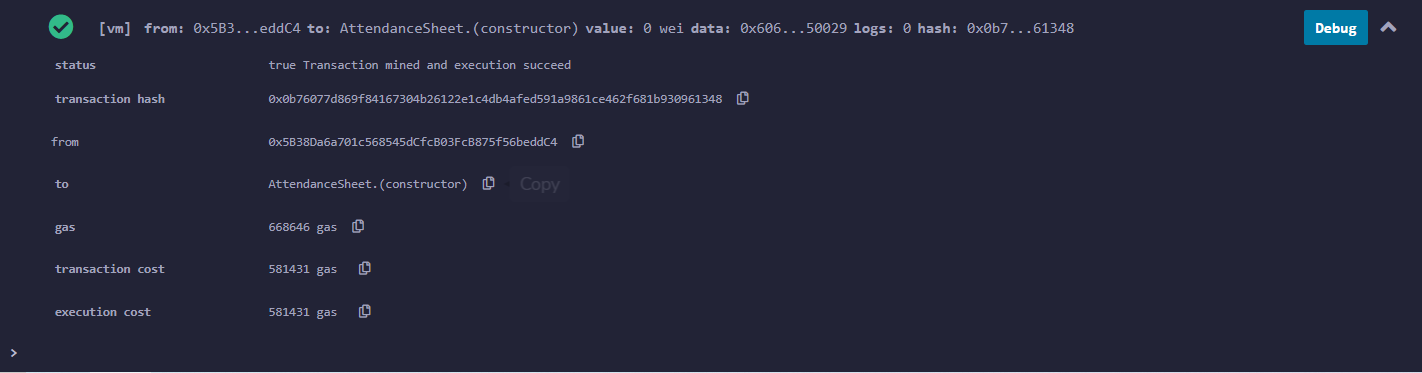 [vm] from: 0x5B3...eddC4 to: AttendanceSheet.(constructor) value: 0 wei data: 0x606...50029 logs: 0 hash: 0x0b7...61348 Debug
status true Transaction mined and execution succeed
transaction hash 0x0b76077d869f84167304b26122e1c4db4afed591a9861ce462f681b930961348
from 0x5B38Da6a701c568545dCfcB03FcB875f56beddC4
to AttendanceSheet.(constructor) Copy
gas 668646 gas
transaction cost 581431 gas
execution cost 581431 gas
>